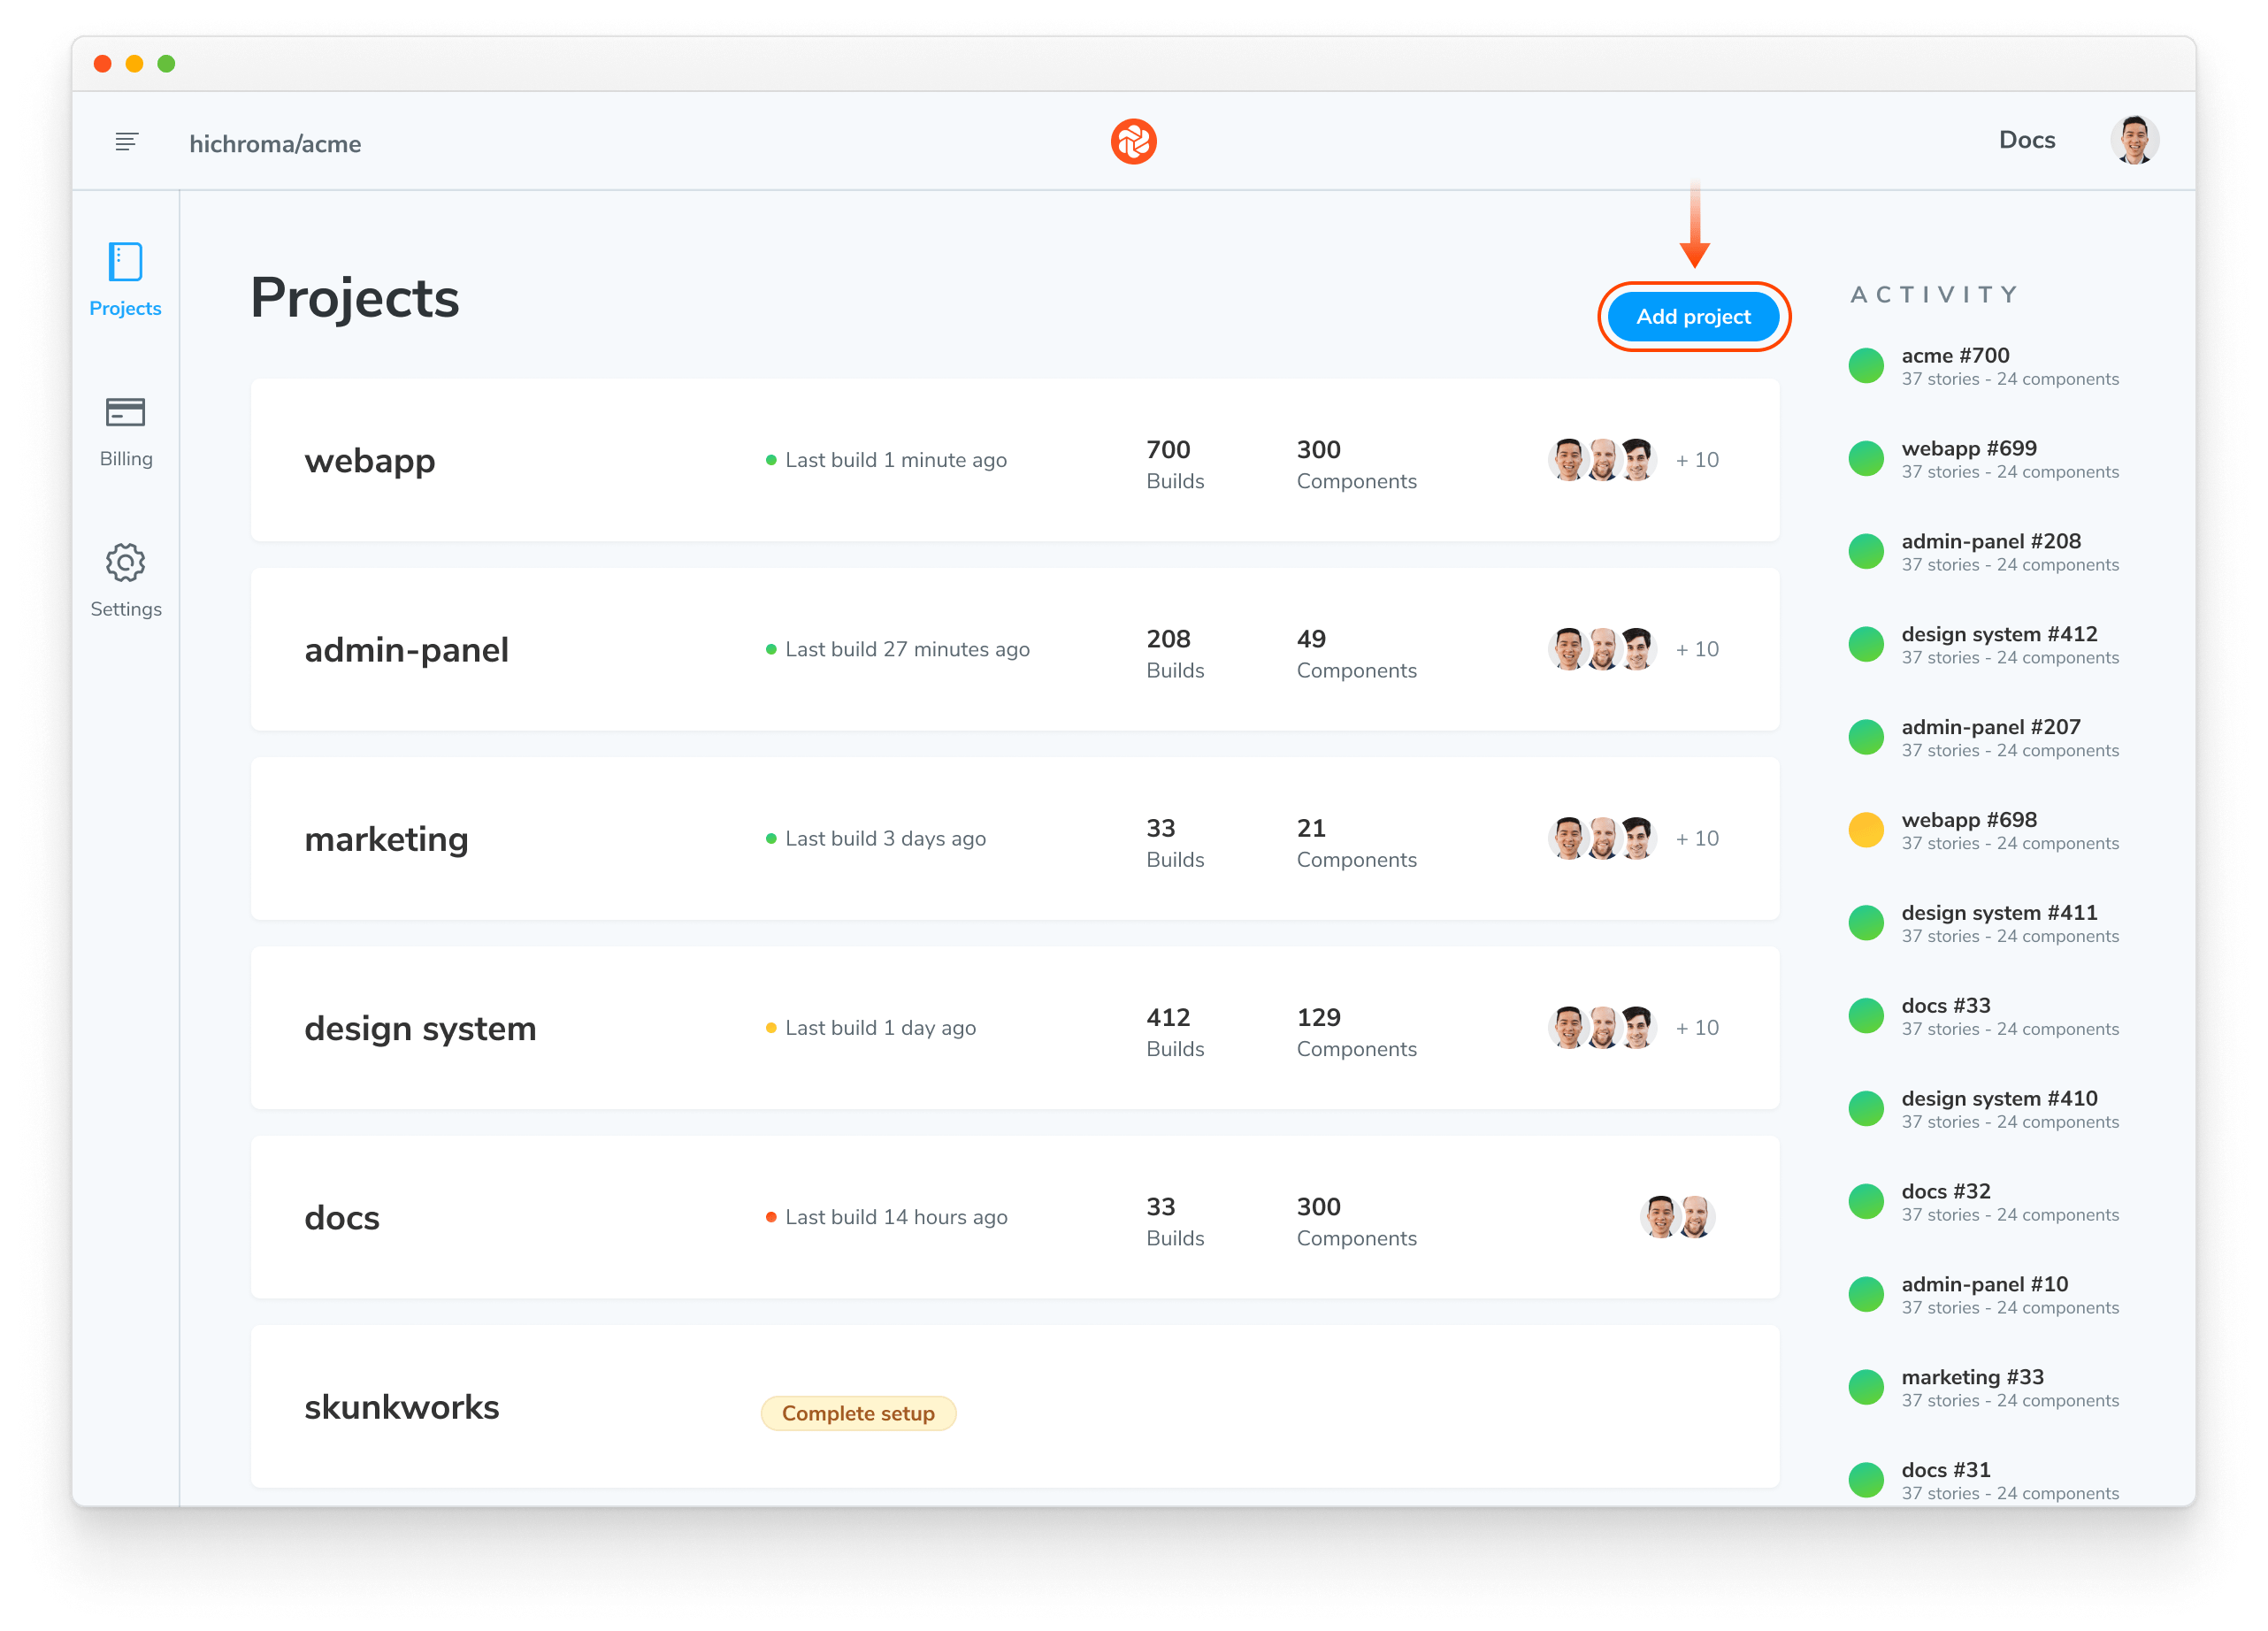 hichroma/acme
Docs
Projects
Billing
Settings
Projects
Add project
webapp
Last build 1 minute ago
700
Builds
300
Components
+ 10
admin-panel
Last build 27 minutes ago
208
Builds
49
Components
+ 10
marketing
Last build 3 days ago
33
Builds
21
Components
+ 10
design system
Last build 1 day ago
412
Builds
129
Components
+ 10
docs
Last build 14 hours ago
33
Builds
300
Components
skunkworks
Complete setup
ACTIVITY
acme #700
37 stories - 24 components
webapp #699
37 stories - 24 components
admin-panel #208
37 stories - 24 components
design system #412
37 stories - 24 components
admin-panel #207
37 stories - 24 components
webapp #698
37 stories - 24 components
design system #411
37 stories - 24 components
docs #33
37 stories - 24 components
design system #410
37 stories - 24 components
docs #32
37 stories - 24 components
admin-panel #10
37 stories - 24 components
marketing #33
37 stories - 24 components
docs #31
37 stories - 24 components